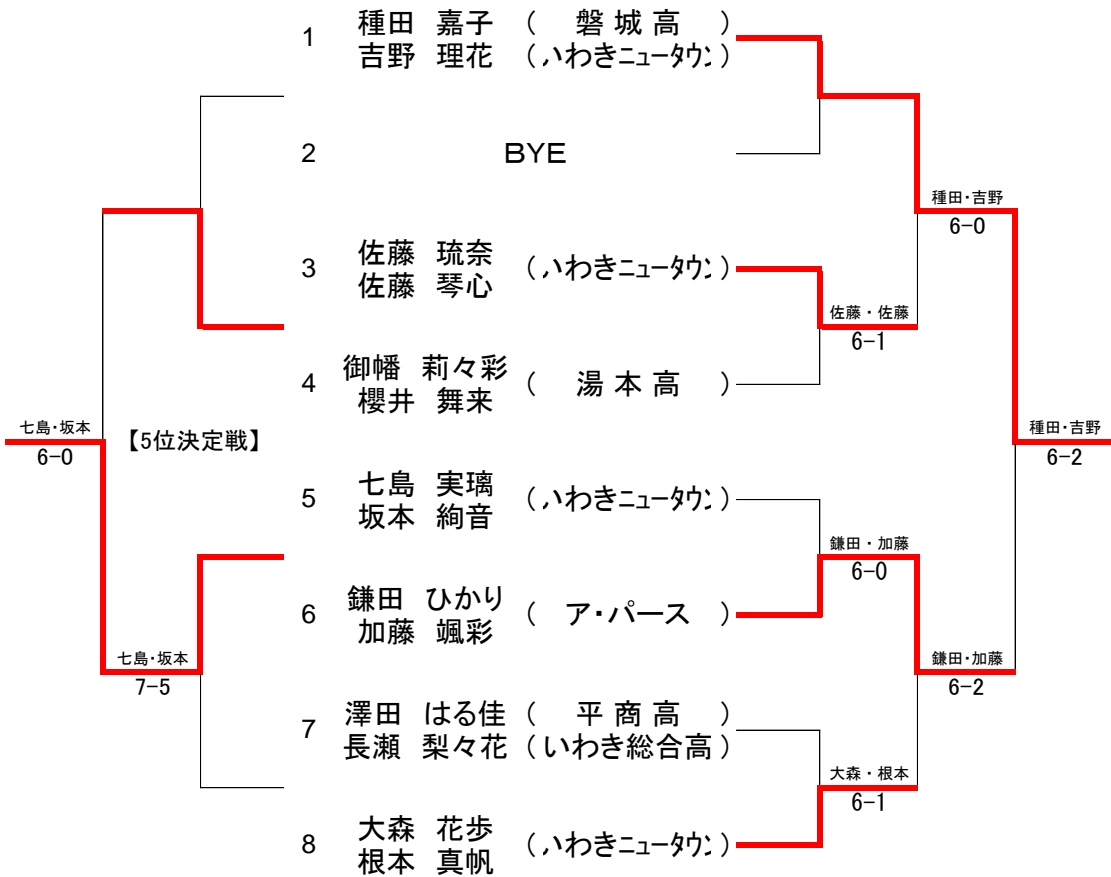 1 種田 嘉子 ( 磐 城 高 )
吉野 理花 (いわきニュータウン)
2 BYE
種田・吉野
6-0
3 佐藤 琉奈
佐藤 琴心 (いわきニュータウン)
佐藤・佐藤
6-1
4 御幡 莉々彩
櫻井 舞来 ( 湯 本 高 )
七島・坂本
6-0
【5位決定戦】
種田・吉野
6-2
5 七島 実璃
坂本 絢音 (いわきニュータウン)
鎌田・加藤
6-0
6 鎌田 ひかり
加藤 颯彩 ( ア・パース )
七島・坂本
7-5
鎌田・加藤
6-2
7 澤田 はる佳 ( 平 商 高 )
長瀬 梨々花 (いわき総合高)
大森・根本
6-1
8 大森 花歩
根本 真帆 (いわきニュータウン)